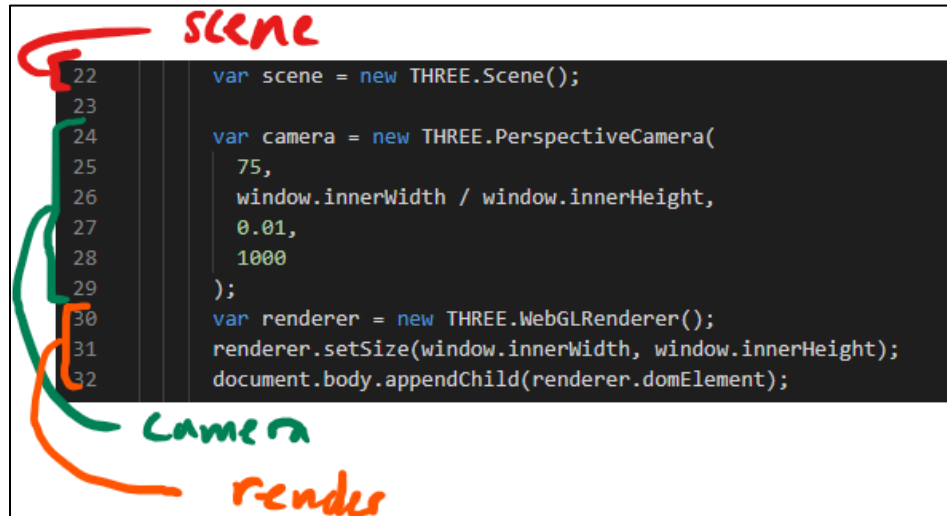 scene
22 var scene = new THREE.Scene();
23
24 var camera = new THREE.PerspectiveCamera(
25 75,
26 window.innerWidth / window.innerHeight,
27 0.01,
28 1000
29 );
30 var renderer = new THREE.WebGLRenderer();
31 renderer.setSize(window.innerWidth, window.innerHeight);
32 document.body.appendChild(renderer.domElement);
camera
render